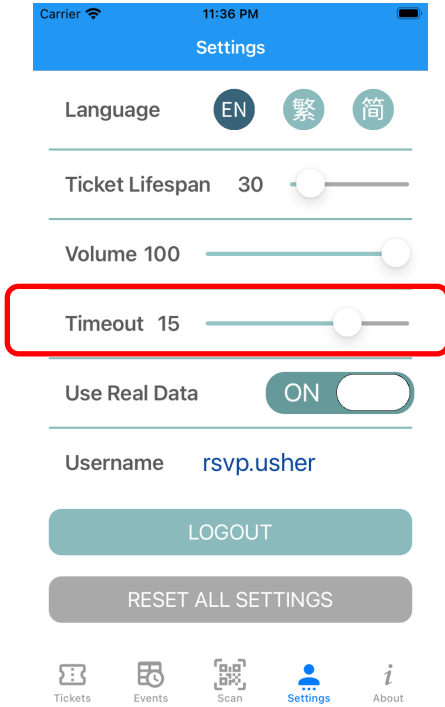 Carrier 11:36 PM
Settings
Language EN 繁 简
Ticket Lifespan 30
Volume 100
Timeout 15
Use Real Data ON
Username rsvp.usher
LOGOUT
RESET ALL SETTINGS
Tickets Events Scan Settings About